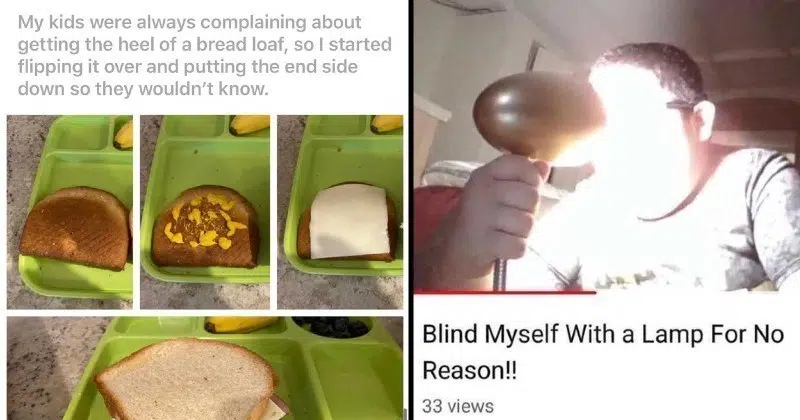 My kids were always complaining about
getting the heel of a bread loaf, so I started
flipping it over and putting the end side
down so they wouldn’t know.
Blind Myself With a Lamp For No
Reason!!
33 views